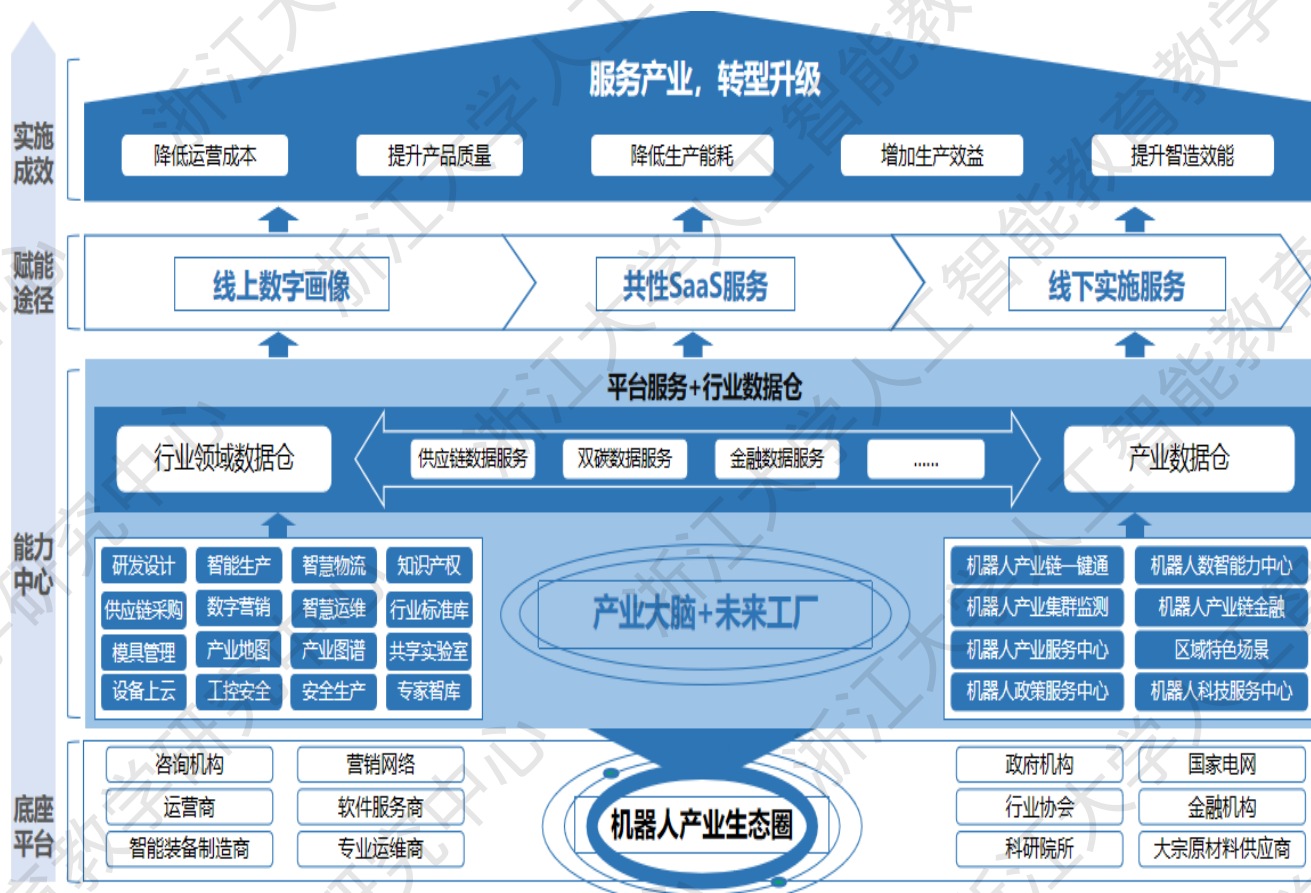 服务产业，转型升级
实施
成效
降低运营成本
提升产品质量
降低生产能耗
增加生产效益
提升智造效能
赋能
途径
线上数字画像
共性SaaS服务
线下实施服务
能力
中心
平台服务+行业数据仓
行业领域数据仓
供应链数据服务
双碳数据服务
金融数据服务
......
产业数据仓
研发设计
智能生产
智慧物流
知识产权
供应链采购
数字营销
智慧运维
行业标准库
模具管理
产业地图
产业图谱
共享实验室
设备上云
工控安全
安全生产
专家智库
产业大脑+未来工厂
机器人产业链一键通
机器人数智能力中心
机器人产业集群监测
机器人产业链金融
机器人产业服务中心
区域特色场景
机器人政策服务中心
机器人科技服务中心
底座
平台
咨询机构
营销网络
运营商
软件服务商
智能装备制造商
专业运维商
机器人产业生态圈
政府机构
国家电网
行业协会
金融机构
科研院所
大宗原材料供应商
浙江大学人工智能教育教学研究中心